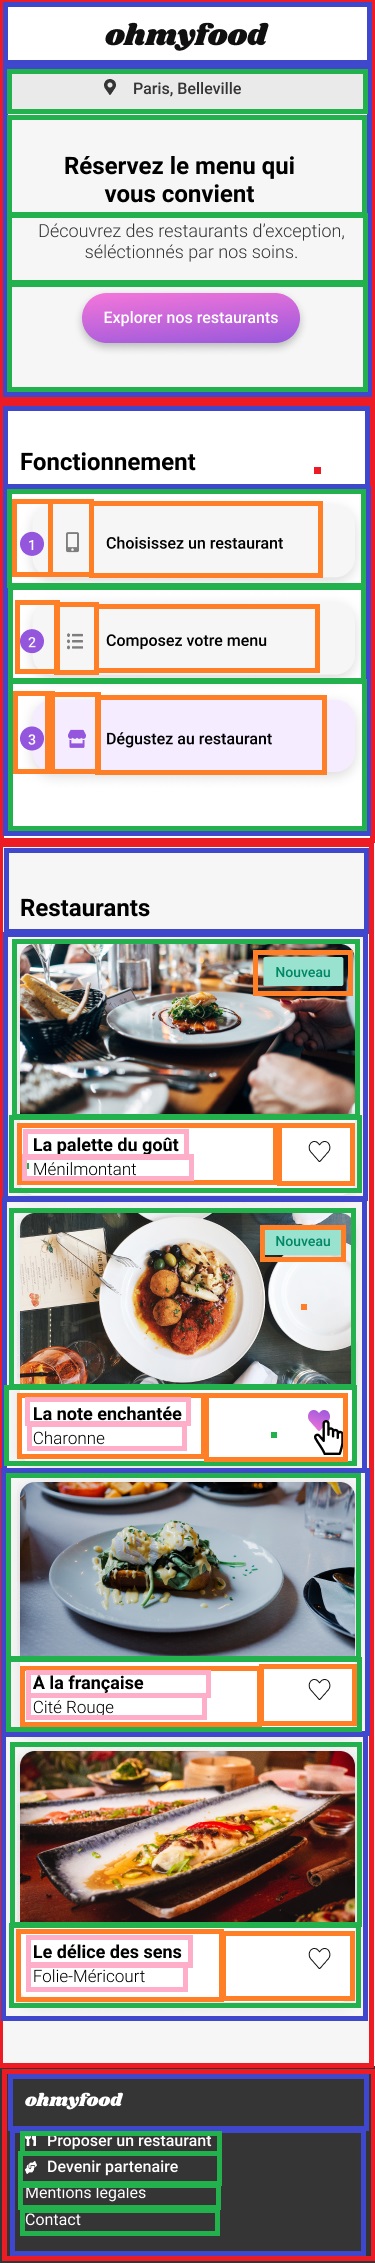 ohmyfood
Paris, Belleville
Réservez le menu qui
vous convient
Découvrez des restaurants d’exception,
séléctionnés par nos soins.
Explorer nos restaurants
Fonctionnement
1 Choisissez un restaurant
2 Composez votre menu
3 Dégustez au restaurant
Restaurants
Nouveau
La palette du goût
Ménilmontant
Nouveau
La note enchantée
Charonne
A la française
Cité Rouge
Le délice des sens
Folie-Méricourt
ohmyfood
Proposer un restaurant
Devenir partenaire
Mentions légales
Contact